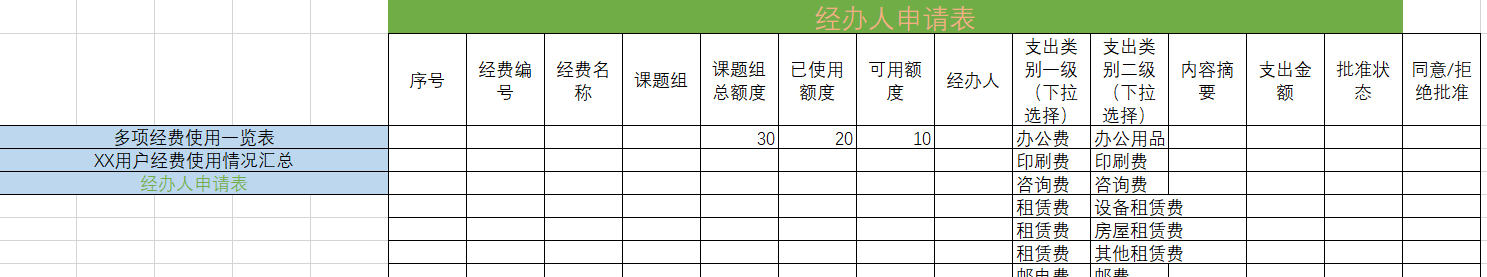 经办人申请表
序号 经费编号 经费名称 课题组 课题组总额度 已使用额度 可用额度 经办人 支出类别一级（下拉选择） 支出类别二级（下拉选择） 内容摘要 支出金额 批准状态 同意/拒绝批准
多项经费使用一览表 30 20 10 办公费 办公用品
XX用户经费使用情况汇总 印刷费 印刷费
经办人申请表 咨询费 咨询费
租赁费 设备租赁费
租赁费 房屋租赁费
租赁费 其他租赁费
邮电费 邮费